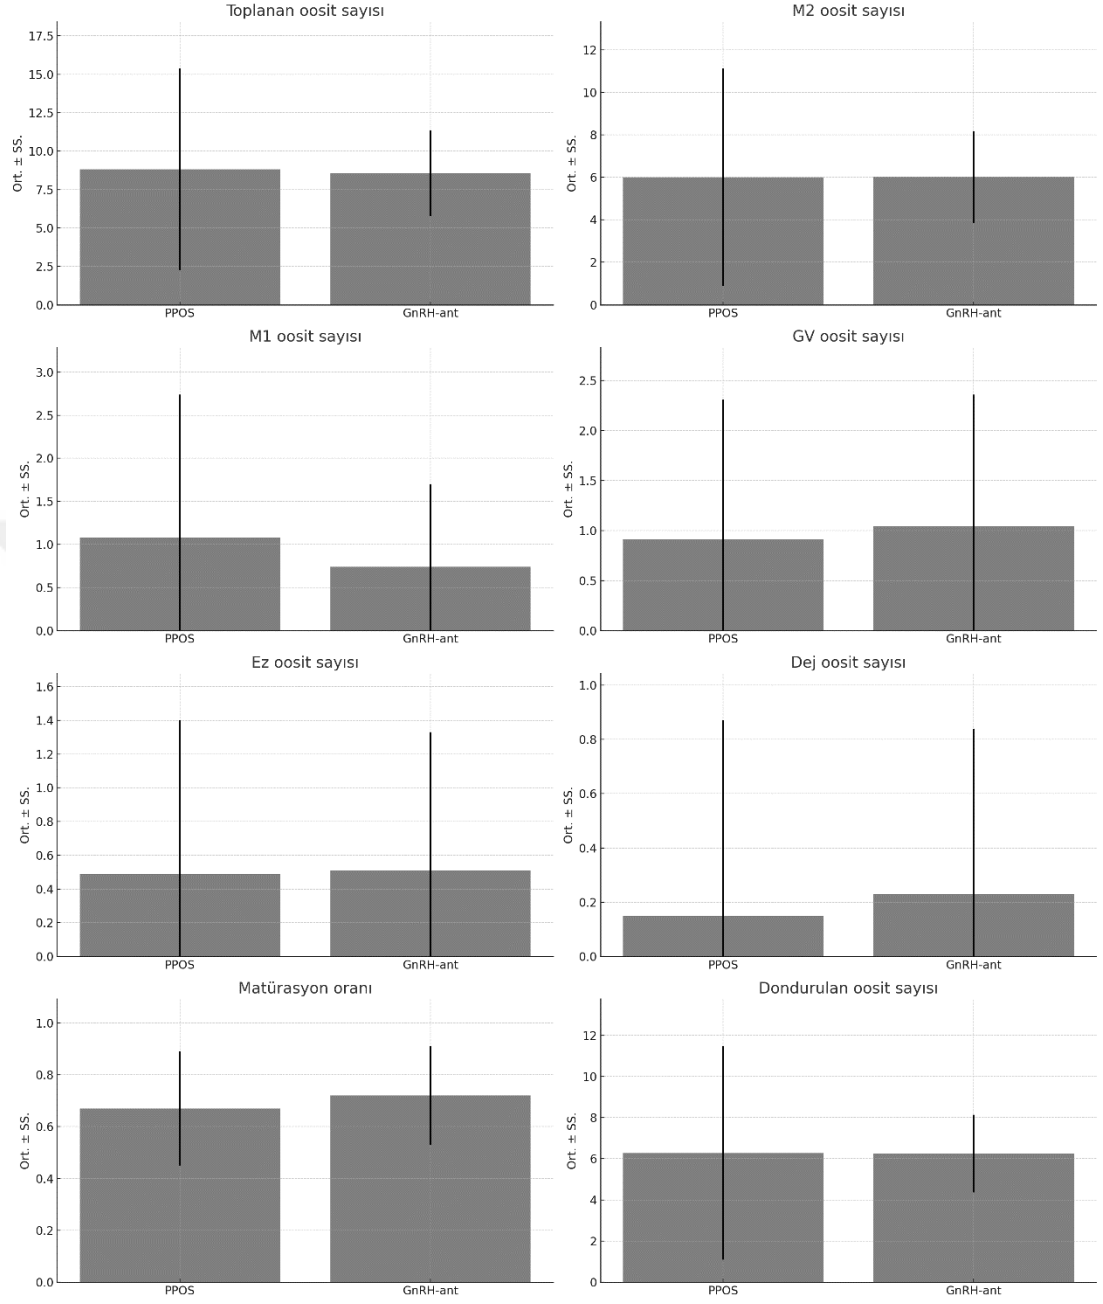 Toplanan oosit sayısı
Ort. ± SS.
17.5
15.0
12.5
10.0
7.5
5.0
2.5
0.0
PPOS
GnRH-ant
M2 oosit sayısı
Ort. ± SS.
12
10
8
6
4
2
0
PPOS
GnRH-ant
M1 oosit sayısı
Ort. ± SS.
3.0
2.5
2.0
1.5
1.0
0.5
0.0
PPOS
GnRH-ant
GV oosit sayısı
Ort. ± SS.
2.5
2.0
1.5
1.0
0.5
0.0
PPOS
GnRH-ant
Ez oosit sayısı
Ort. ± SS.
1.6
1.4
1.2
1.0
0.8
0.6
0.4
0.2
0.0
PPOS
GnRH-ant
Dej oosit sayısı
Ort. ± SS.
1.0
0.8
0.6
0.4
0.2
0.0
PPOS
GnRH-ant
Matürasyon oranı
Ort. ± SS.
1.0
0.8
0.6
0.4
0.2
0.0
PPOS
GnRH-ant
Dondurulan oosit sayısı
Ort. ± SS.
12
10
8
6
4
2
0
PPOS
GnRH-ant